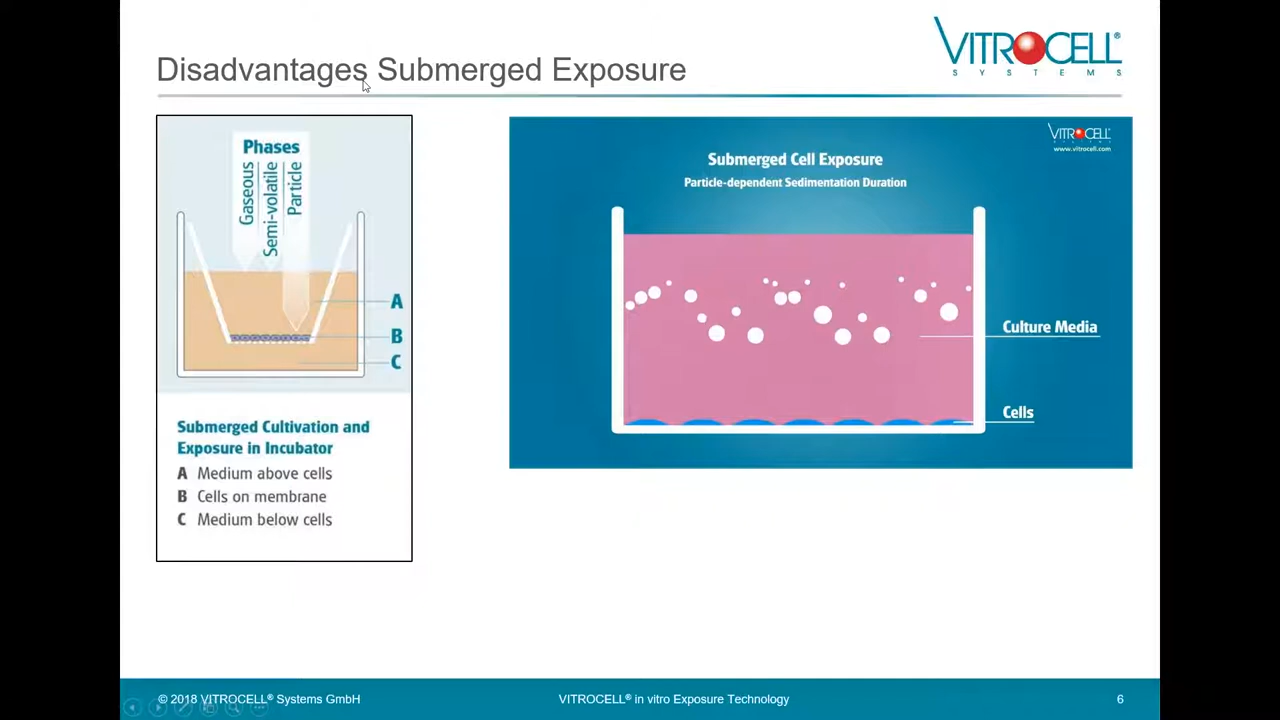 VITROCELL®
SYSTEMS
Disadvantages Submerged Exposure
Phases
Gaseous
Semi-volatile
Particle
A
B
C
Submerged Cultivation and
Exposure in Incubator
A Medium above cells
B Cells on membrane
C Medium below cells
VITROCELL®
www.vitrocell.com
Submerged Cell Exposure
Particle-dependent Sedimentation Duration
Culture Media
Cells
© 2018 VITROCELL® Systems GmbH
VITROCELL® in vitro Exposure Technology
6